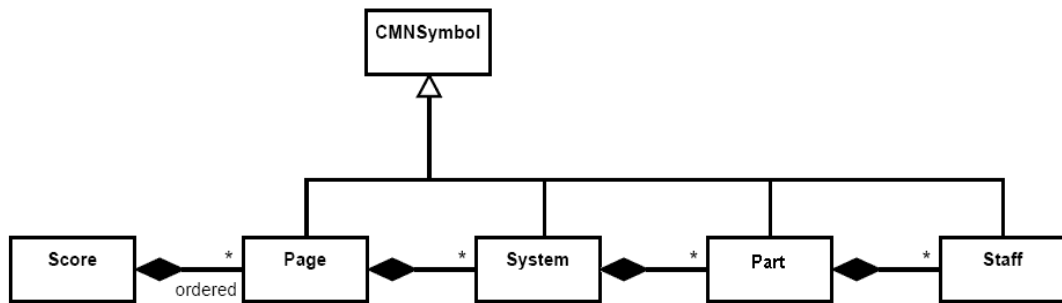 CMNSymbol
Score
*
ordered
Page
*
System
*
Part
*
Staff